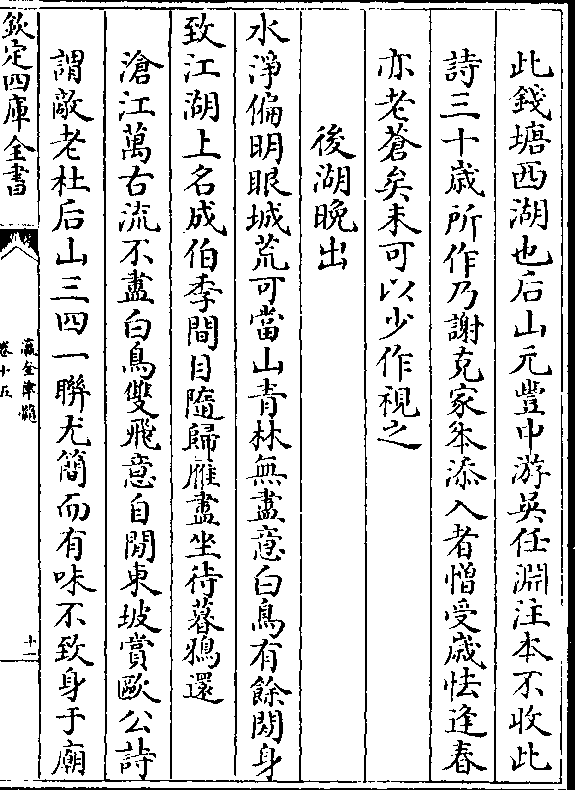 此錢塘西湖也后山元豐中游吳任淵注本不收此
詩三十歲所作乃謝克家本添入者憎受歲怯逢春
亦老蒼矣未可以少作視之
後湖晚出
水淨偏明眼城荒可當山青林無盡意白鳥有餘閒身
致江湖上名成伯季間目隨歸雁盡坐待暮鴉還
滄江萬古流不盡白鳥雙飛意自閒東坡賞歐公詩
謂敵老杜后山三四一聯尤簡而有味不致身于廟
欽定四庫全書
瀛奎律髓
卷十五
十一